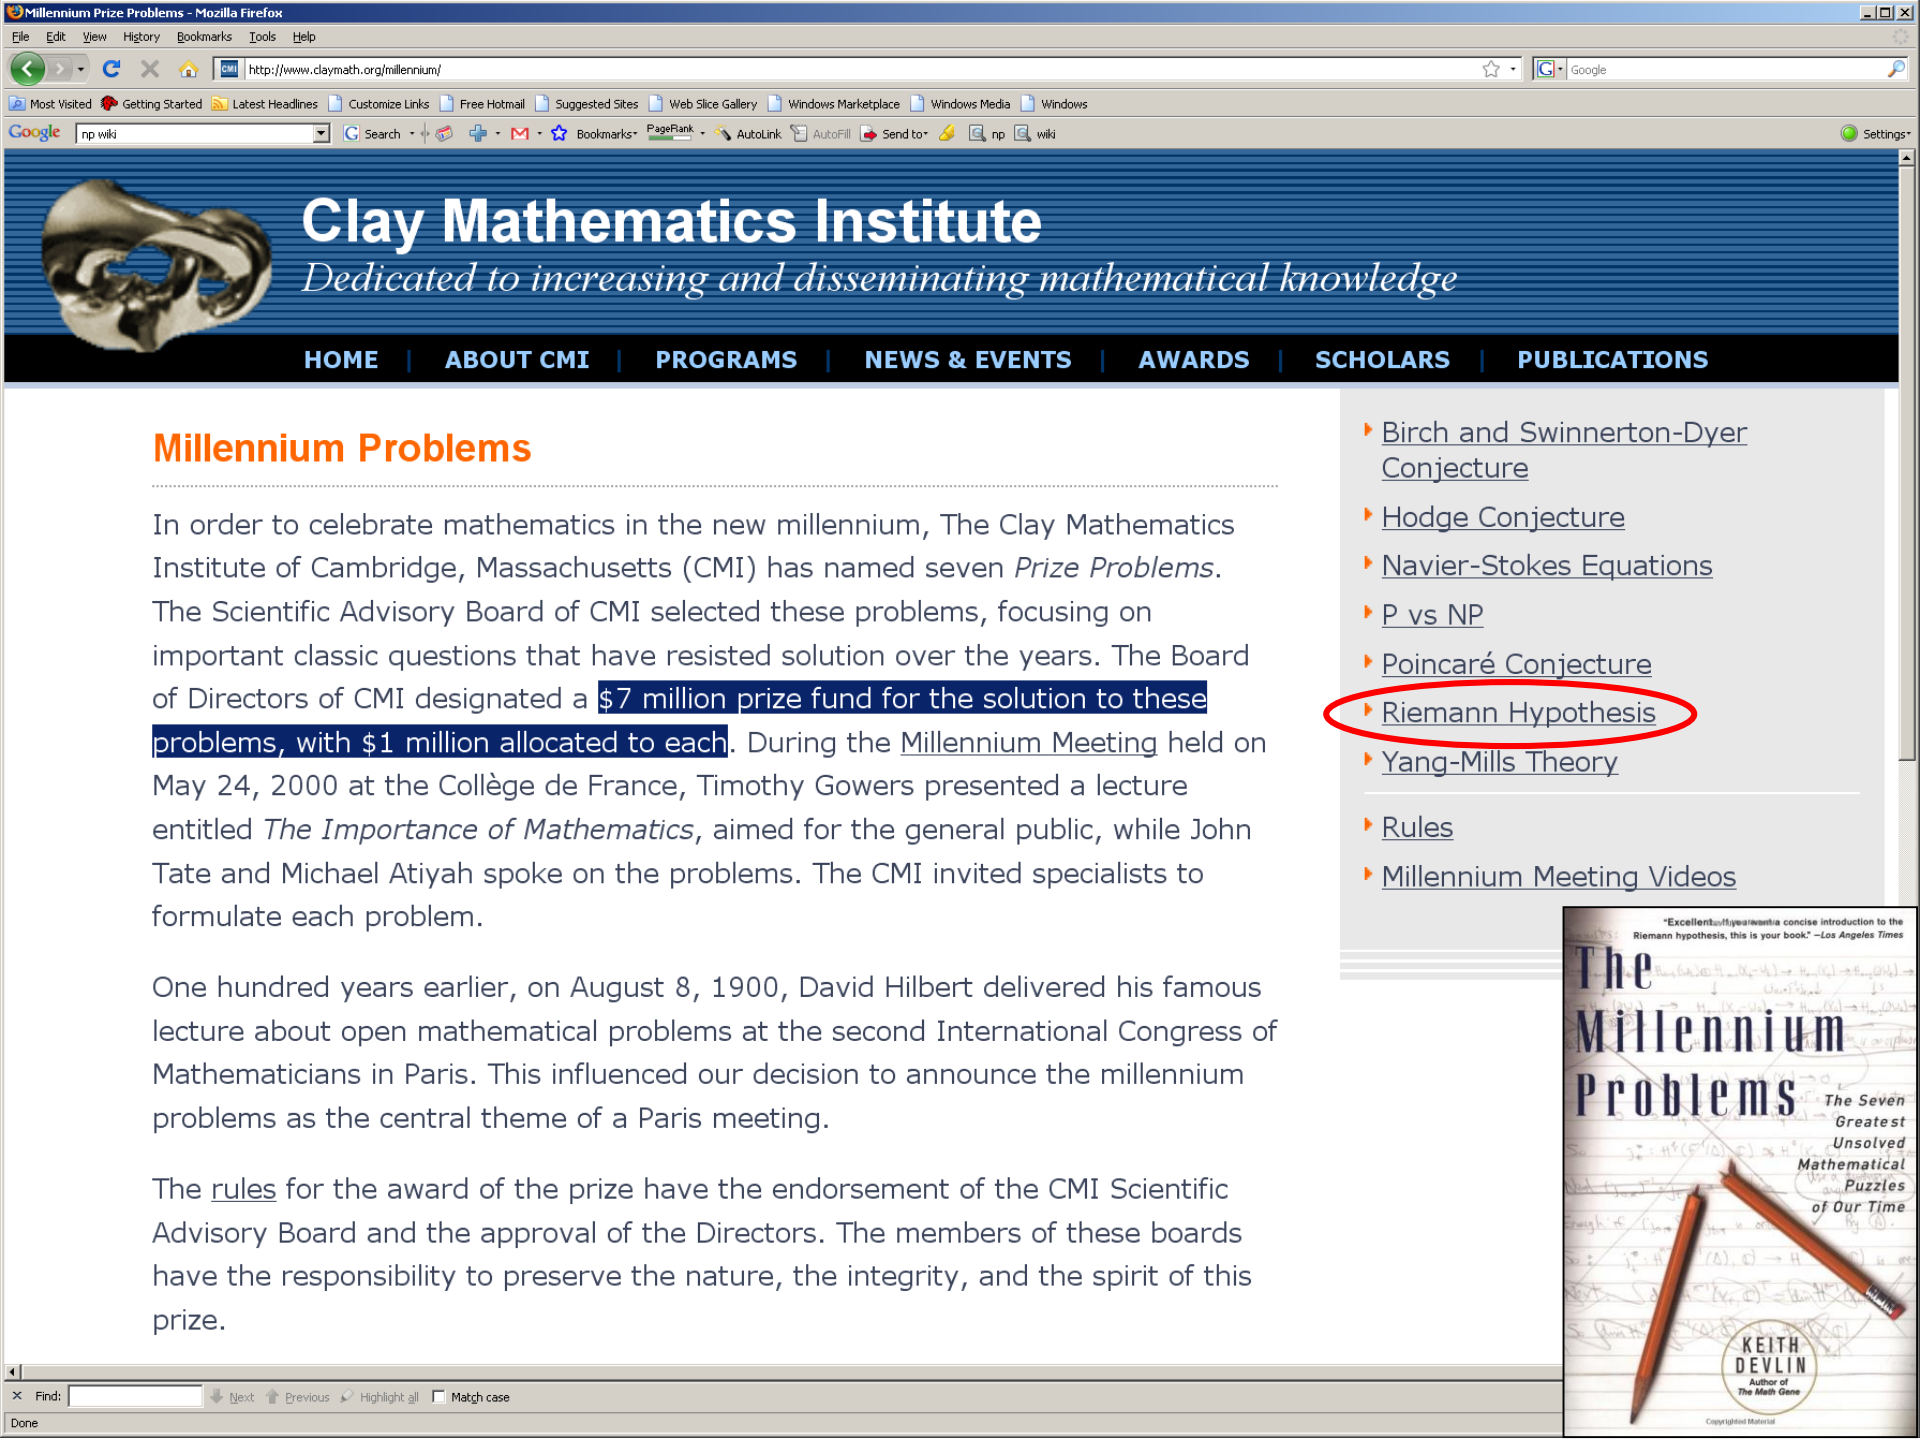 Millennium Prize Problems - Mozilla Firefox
File Edit View History Bookmarks Tools Help
CMI http://www.claymath.org/millennium/ G Google
Most Visited Getting Started Latest Headlines Customize Links Free Hotmail Suggested Sites Web Slice Gallery Windows Marketplace Windows Media Windows
Google np wiki G Search Bookmarks PageRank AutoLink AutoFill Send to np wiki Settings
Clay Mathematics Institute
Dedicated to increasing and disseminating mathematical knowledge
HOME | ABOUT CMI | PROGRAMS | NEWS & EVENTS | AWARDS | SCHOLARS | PUBLICATIONS
Millennium Problems
In order to celebrate mathematics in the new millennium, The Clay Mathematics
Institute of Cambridge, Massachusetts (CMI) has named seven Prize Problems.
The Scientific Advisory Board of CMI selected these problems, focusing on
important classic questions that have resisted solution over the years. The Board
of Directors of CMI designated a $7 million prize fund for the solution to these
problems, with $1 million allocated to each. During the Millennium Meeting held on
May 24, 2000 at the Collège de France, Timothy Gowers presented a lecture
entitled The Importance of Mathematics, aimed for the general public, while John
Tate and Michael Atiyah spoke on the problems. The CMI invited specialists to
formulate each problem.
One hundred years earlier, on August 8, 1900, David Hilbert delivered his famous
lecture about open mathematical problems at the second International Congress of
Mathematicians in Paris. This influenced our decision to announce the millennium
problems as the central theme of a Paris meeting.
The rules for the award of the prize have the endorsement of the CMI Scientific
Advisory Board and the approval of the Directors. The members of these boards
have the responsibility to preserve the nature, the integrity, and the spirit of this
prize.
Birch and Swinnerton-Dyer
Conjecture
Hodge Conjecture
Navier-Stokes Equations
P vs NP
Poincaré Conjecture
Riemann Hypothesis
Yang-Mills Theory
Rules
Millennium Meeting Videos
"Excellent. If you want a concise introduction to the
Riemann hypothesis, this is your book." —Los Angeles Times
The
Millennium
Problems
The Seven
Greatest
Unsolved
Mathematical
Puzzles
of Our Time
KEITH
DEVLIN
Author of
The Math Gene
Copyrighted Material
Find: Next Previous Highlight all Match case
Done